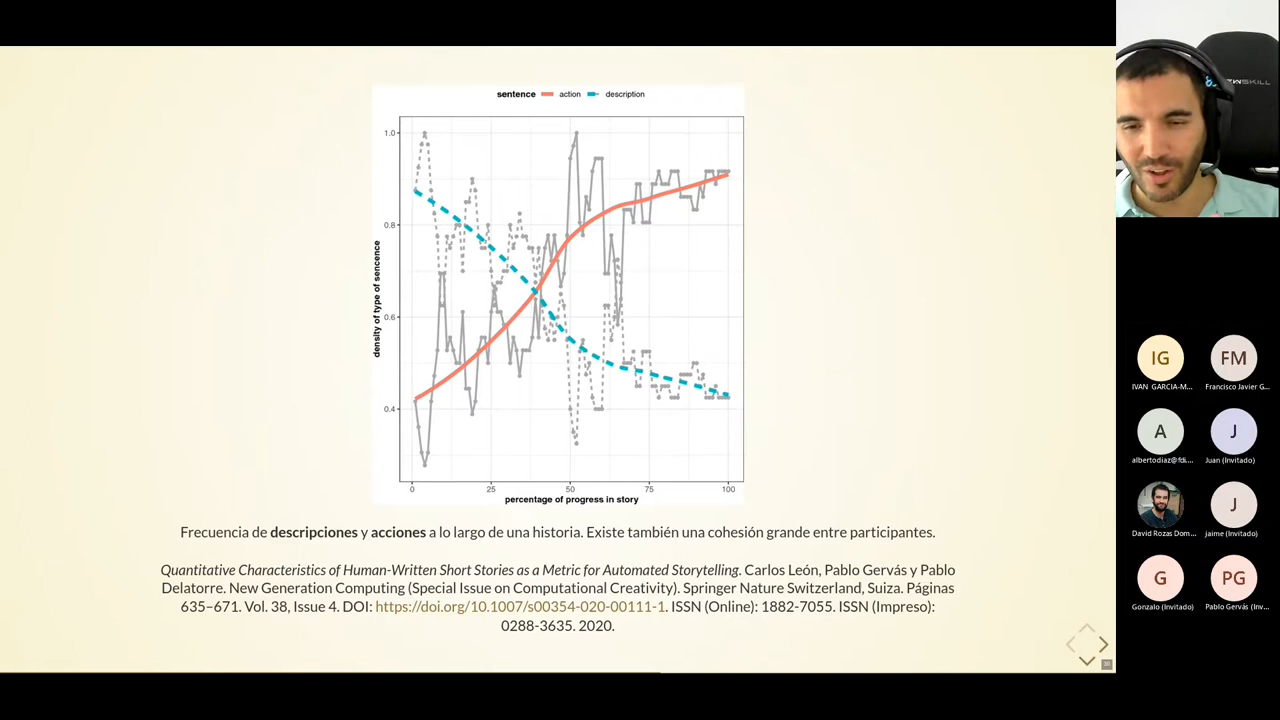 sentence action description
density of type of sencence
1.0
0.8
0.6
0.4
0 25 50 75 100
percentage of progress in story
Frecuencia de descripciones y acciones a lo largo de una historia. Existe también una cohesión grande entre participantes.
Quantitative Characteristics of Human-Written Short Stories as a Metric for Automated Storytelling. Carlos León, Pablo Gervás y Pablo
Delatorre. New Generation Computing (Special Issue on Computational Creativity). Springer Nature Switzerland, Suiza. Páginas
635–671. Vol. 38, Issue 4. DOI: https://doi.org/10.1007/s00354-020-00111-1. ISSN (Online): 1882-7055. ISSN (Impreso):
0288-3635. 2020.
IG FM
IVAN GARCIA-M... Francisco Javier G...
A J
albertodiaz@fdi.... Juan (Invitado)
J
David Rozas Dom... jaime (Invitado)
G PG
Gonzalo (Invitado) Pablo Gervás (Inv...